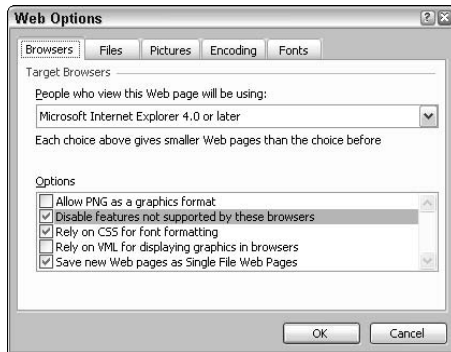 Web Options
Browsers Files Pictures Encoding Fonts
Target Browsers
People who view this Web page will be using:
Microsoft Internet Explorer 4.0 or later
Each choice above gives smaller Web pages than the choice before
Options
Allow PNG as a graphics format
Disable features not supported by these browsers
Rely on CSS for font formatting
Rely on VML for displaying graphics in browsers
Save new Web pages as Single File Web Pages
OK Cancel